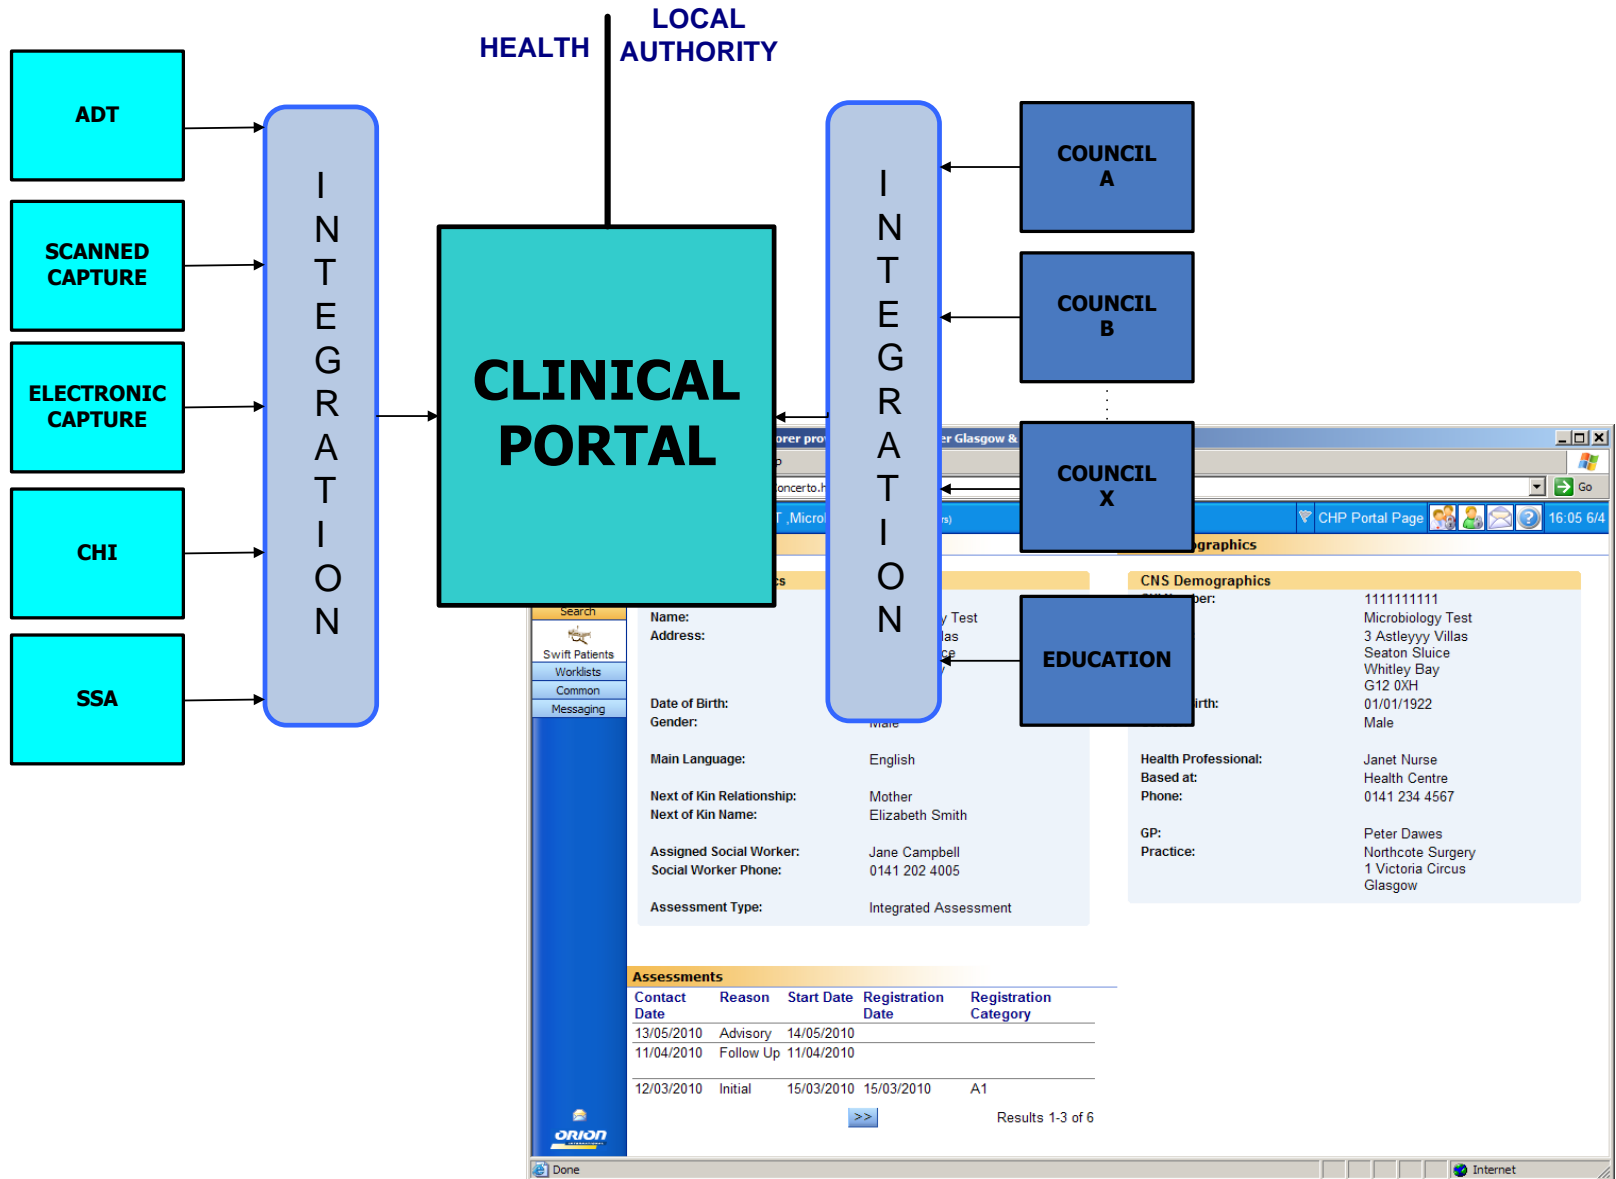 HEALTH
LOCAL
AUTHORITY
ADT
SCANNED
CAPTURE
ELECTRONIC
CAPTURE
CHI
SSA
INTEGRATION
CLINICAL
PORTAL
INTEGRATION
COUNCIL
A
COUNCIL
B
COUNCIL
X
EDUCATION
er Glasgow &
Go
CHP Portal Page
16:05 6/4
CNS Demographics
Search
Swift Patients
Worklists
Common
Messaging
Name:
Test
Address:
Date of Birth:
Gender:
Male
Main Language: English
Next of Kin Relationship: Mother
Next of Kin Name: Elizabeth Smith
Assigned Social Worker: Jane Campbell
Social Worker Phone: 0141 202 4005
Assessment Type: Integrated Assessment
1111111111
Microbiology Test
3 Astleyyy Villas
Seaton Sluice
Whitley Bay
G12 0XH
01/01/1922
Male
Health Professional: Janet Nurse
Based at: Health Centre
Phone: 0141 234 4567
GP: Peter Dawes
Practice: Northcote Surgery
1 Victoria Circus
Glasgow
Assessments
Contact Date Reason Start Date Registration Date Registration Category
13/05/2010 Advisory 14/05/2010
11/04/2010 Follow Up 11/04/2010
12/03/2010 Initial 15/03/2010 15/03/2010 A1
>> Results 1-3 of 6
ORION
Done
Internet